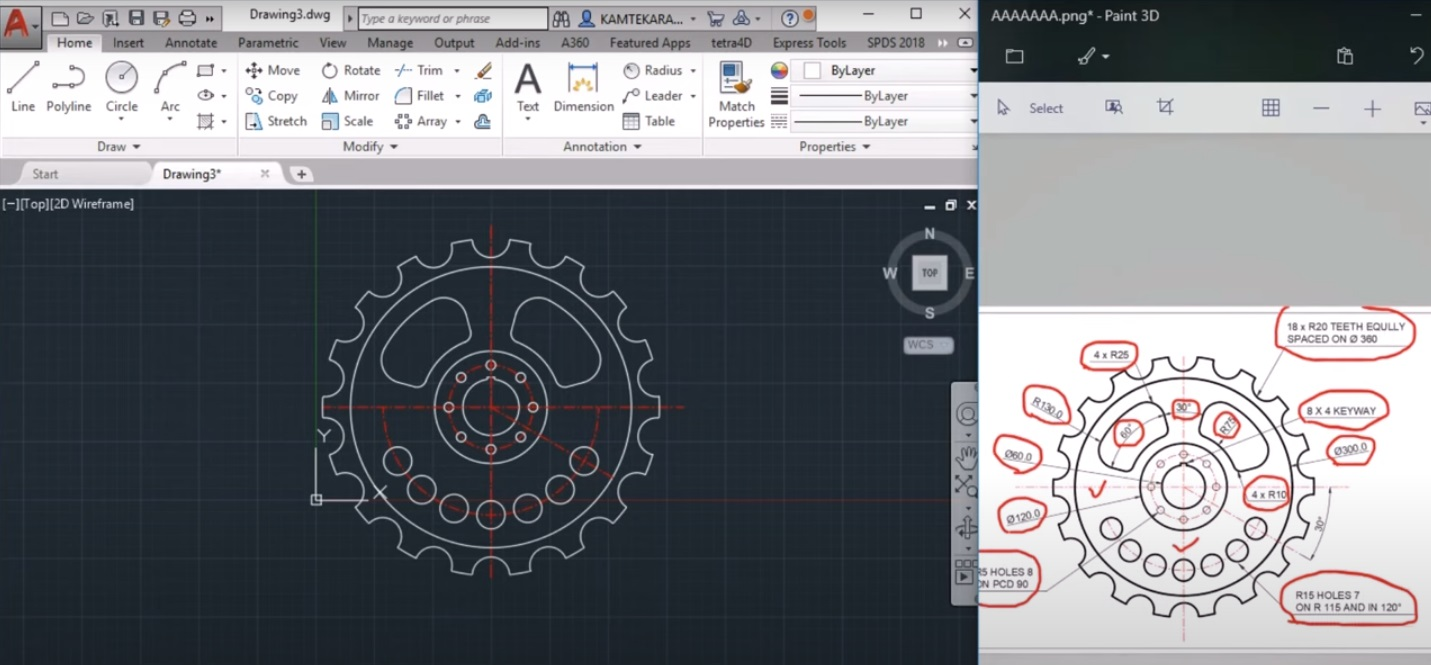 Drawing3.dwg
Type a keyword or phrase
KAMTEKARA...
AAAAAAA.png* - Paint 3D
Home Insert Annotate Parametric View Manage Output Add-ins A360 Featured Apps tetra4D Express Tools SPDS 2018
Line
Polyline
Circle
Arc
Move
Rotate
Trim
Copy
Mirror
Fillet
Stretch
Scale
Array
Text
Dimension
Radius
Leader
Table
Match
Properties
ByLayer
ByLayer
ByLayer
Draw
Modify
Annotation
Properties
Select
Start
Drawing3*
[−][Top][2D Wireframe]
N
W
TOP
E
S
WCS
Y
X
18 x R20 TEETH EQULLY
SPACED ON Ø 360
4 x R25
R130.0
30°
60°
R75
8 X 4 KEYWAY
Ø60.0
Ø300.0
4 x R10
Ø120.0
30°
R5 HOLES 8
ON PCD 90
R15 HOLES 7
ON R 115 AND IN 120°